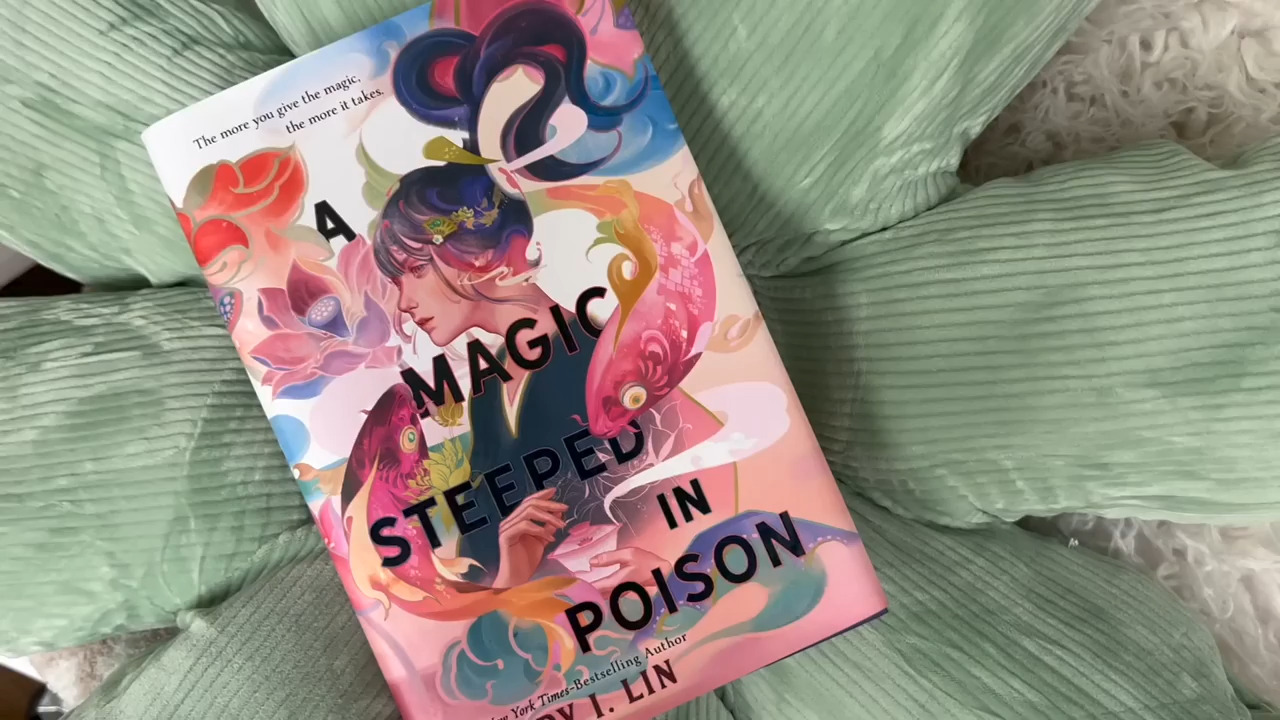 The more you give the magic,
the more it takes.
A
MAGIC
STEEPED
IN
POISON
York Times-Bestselling Author
I. LIN